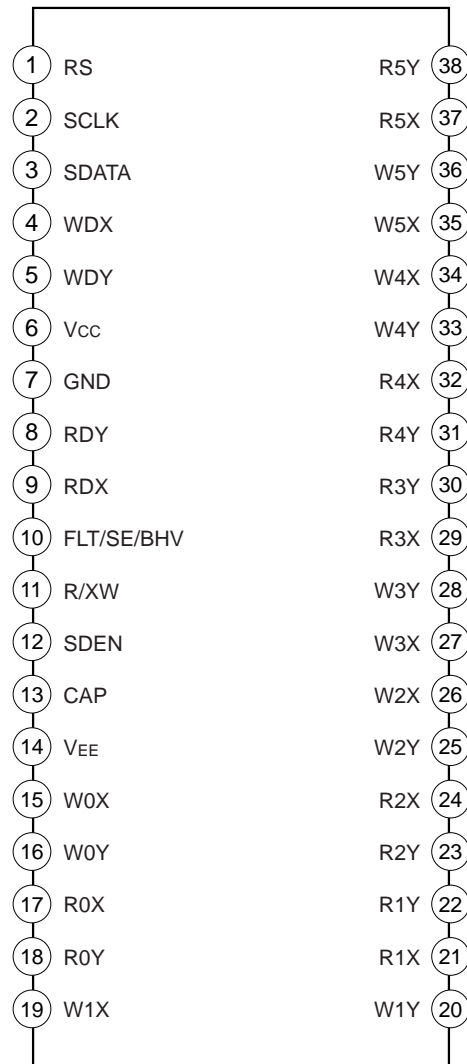 1 RS R5Y 38
2 SCLK R5X 37
3 SDATA W5Y 36
4 WDX W5X 35
5 WDY W4X 34
6 VCC W4Y 33
7 GND R4X 32
8 RDY R4Y 31
9 RDX R3Y 30
10 FLT/SE/BHV R3X 29
11 R/XW W3Y 28
12 SDEN W3X 27
13 CAP W2X 26
14 VEE W2Y 25
15 W0X R2X 24
16 W0Y R2Y 23
17 R0X R1Y 22
18 R0Y R1X 21
19 W1X W1Y 20